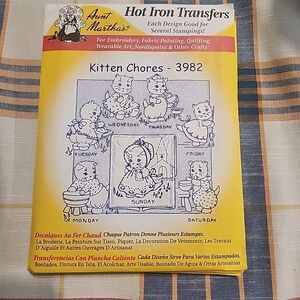 Aunt Martha's®
Hot Iron Transfers
Each Design Good for
Several Stampings!
For Embroidery, Fabric Painting, Quilting,
Wearable Art, Needlepoint & Other Crafts
Kitten Chores - 3982
WEDNESDAY
THURSDAY
TUESDAY
FRIDAY
SUNDAY
MONDAY
SATURDAY
Decalques Au Fer Chaud Chaque Patron Donne Plusieurs Estampes.
La Broderie, La Peinture Sur Tissu, Piquer, La Decoration De Vetements, Les Travaux
D'Aiguille Et Autres Ouvrages D'Artisanat
Transferencias Con Plancha Caliente Cada Diseño Sirve Para Varios Estampados.
Bordados, Pintura En Tela, El Acolchar, Arte Usable, Bordado De Aguja & Otras Artisanias